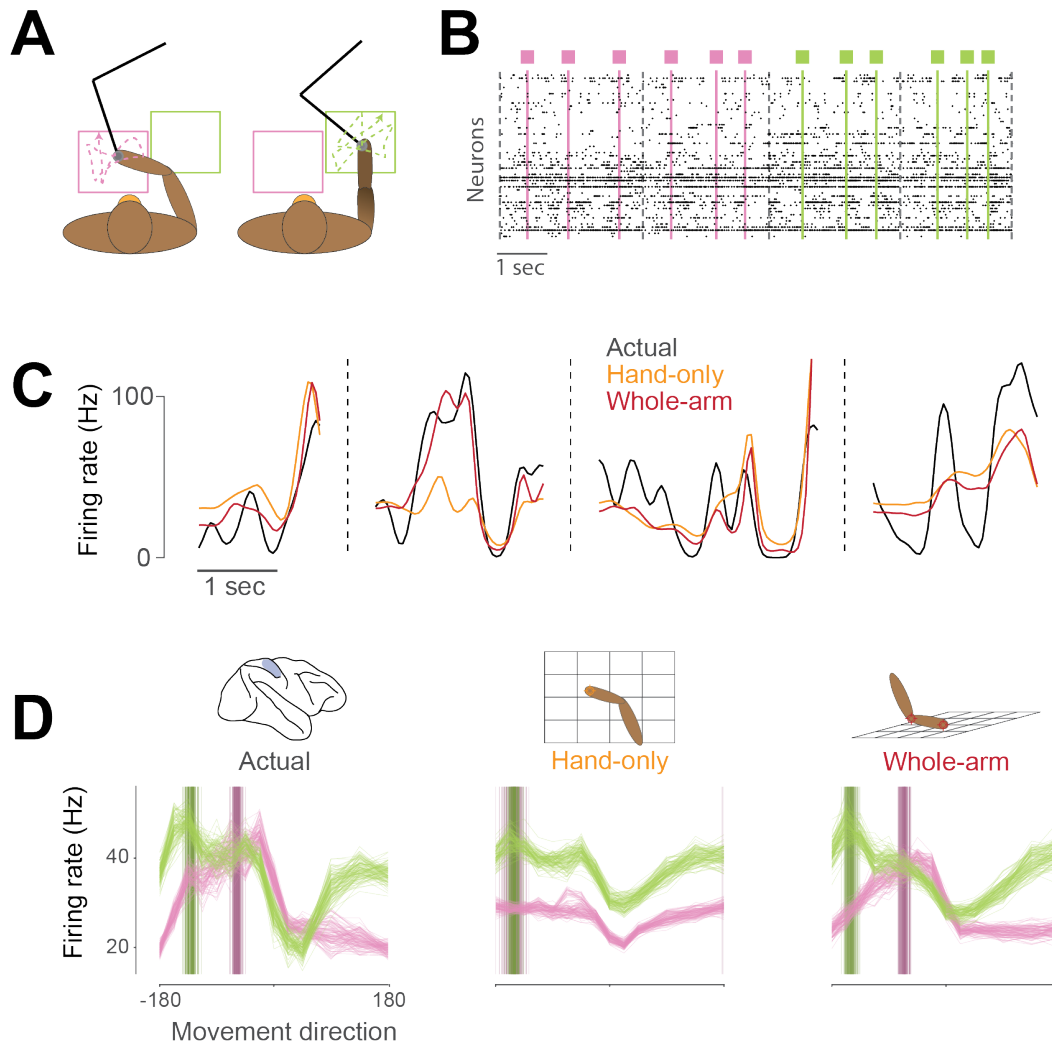 A
B
Neurons
1 sec
C
Firing rate (Hz)
100
0
1 sec
Actual
Hand-only
Whole-arm
D
Actual
Hand-only
Whole-arm
Firing rate (Hz)
40
20
-180
180
Movement direction